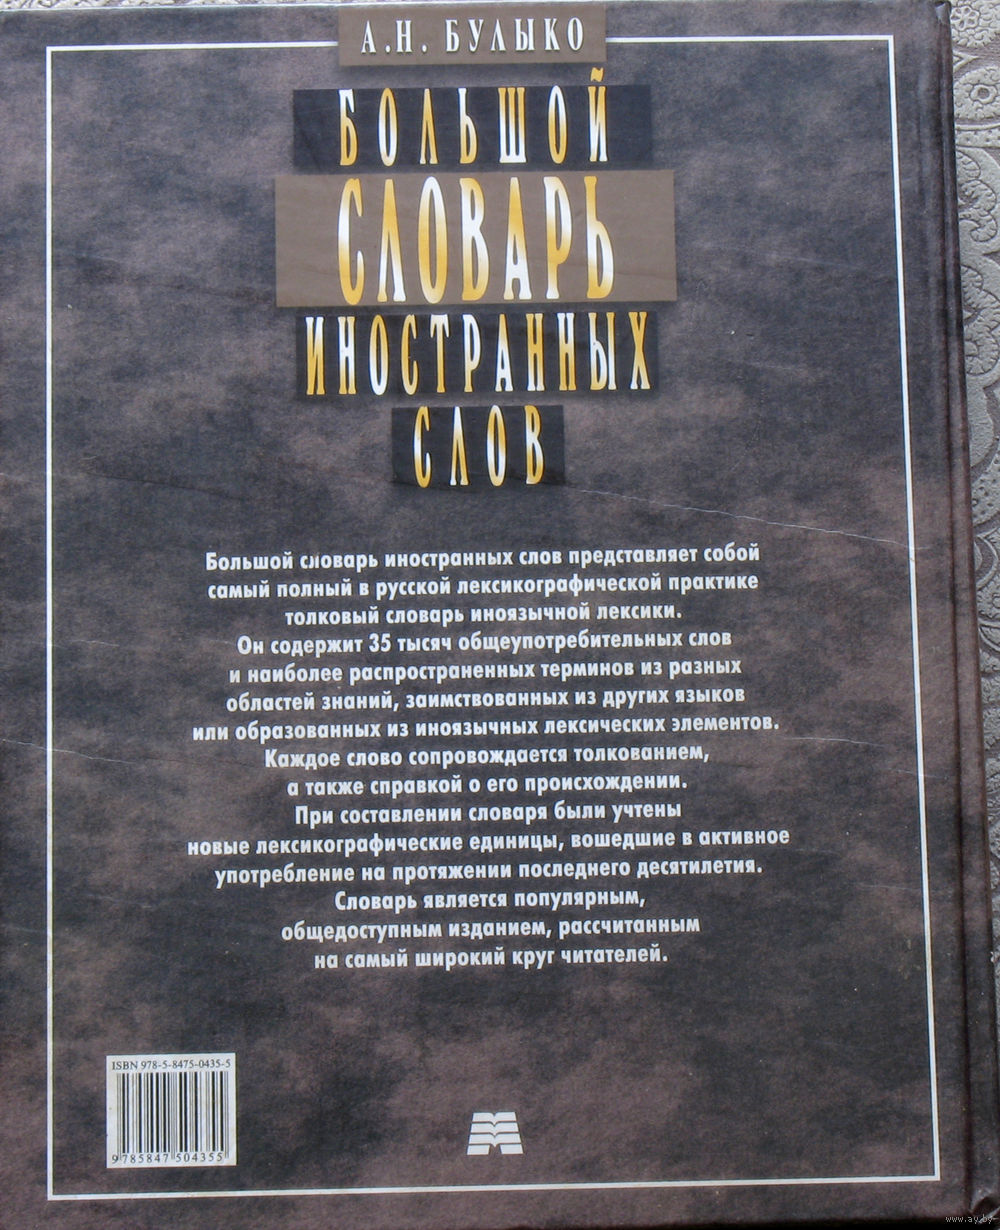 А.Н. БУЛЫКО
БОЛЬШОЙ
СЛОВАРЬ
ИНОСТРАННЫХ
СЛОВ
Большой словарь иностранных слов представляет собой
самый полный в русской лексикографической практике
толковый словарь иноязычной лексики.
Он содержит 35 тысяч общеупотребительных слов
и наиболее распространенных терминов из разных
областей знаний, заимствованных из других языков
или образованных из иноязычных лексических элементов.
Каждое слово сопровождается толкованием,
а также справкой о его происхождении.
При составлении словаря были учтены
новые лексикографические единицы, вошедшие в активное
употребление на протяжении последнего десятилетия.
Словарь является популярным,
общедоступным изданием, рассчитанным
на самый широкий круг читателей.
ISBN 978-5-8475-0435-5
9 785847 504355